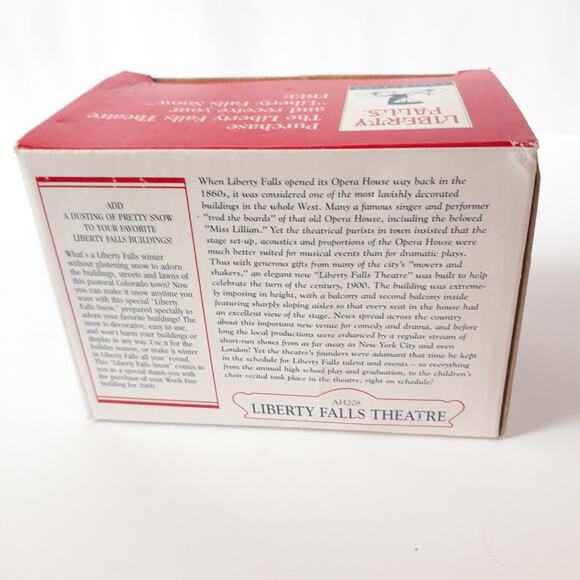 Purchase
The Liberty Falls Theatre
and receive your
"Liberty Falls Snow"
FREE
LIBERTY
FALLS
ADD
A DUSTING OF PRETTY SNOW
TO YOUR FAVORITE
LIBERTY FALLS BUILDINGS!
What's a Liberty Falls winter
without glistening snow to adorn
the buildings, streets and lawns of
this pastoral Colorado town? Now
you can make it snow anytime you
want with this special "Liberty
Falls Snow," prepared specially to
adorn your favorite buildings! The
snow is decorative, easy to use,
and won't harm your buildings or
display in any way. Use it for the
holiday season, or make it winter
in Liberty Falls all year 'round.
This "Liberty Falls Snow" comes to
you as a special thank-you with
the purchase of your Week Five
building for 2000.
When Liberty Falls opened its Opera House way back in the
1860s, it was considered one of the most lavishly decorated
buildings in the whole West. Many a famous singer and performer
"trod the boards" of that old Opera House, including the beloved
"Miss Lillian." Yet the theatrical purists in town insisted that the
stage set-up, acoustics and proportions of the Opera House were
much better suited for musical events than for dramatic plays.
Thus with generous gifts from many of the city's "movers and
shakers," an elegant new "Liberty Falls Theatre" was built to help
celebrate the turn of the century, 1900. The building was extreme-
ly imposing in height, with a balcony and second balcony inside
featuring sharply sloping aisles so that every seat in the house had
an excellent view of the stage. News spread across the country
about this important new venue for comedy and drama, and before
long the local productions were enhanced by a regular stream of
short-run shows from as far away as New York City and even
London! Yet the theatre's founders were adamant that time be kept
in the schedule for Liberty Falls talent and events – so everything
from the annual high school play and graduation, to the children's
choir recital took place in the theatre, right on schedule!
AH208
LIBERTY FALLS THEATRE